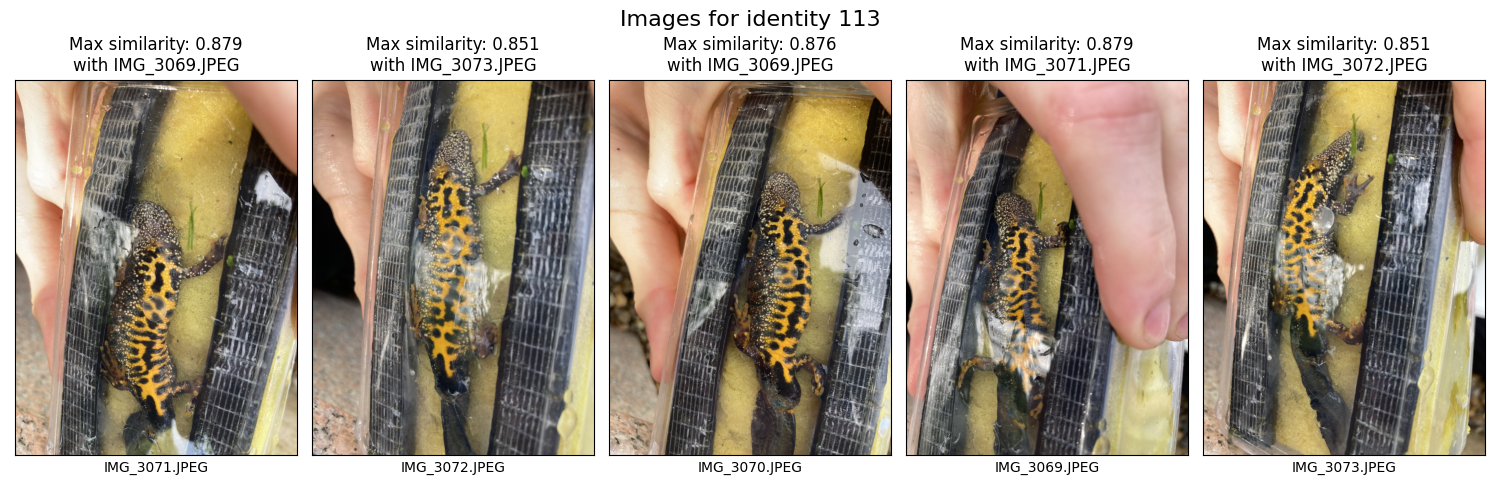 Images for identity 113
Max similarity: 0.879
with IMG_3069.JPEG
Max similarity: 0.851
with IMG_3073.JPEG
Max similarity: 0.876
with IMG_3069.JPEG
Max similarity: 0.879
with IMG_3071.JPEG
Max similarity: 0.851
with IMG_3072.JPEG
IMG_3071.JPEG
IMG_3072.JPEG
IMG_3070.JPEG
IMG_3069.JPEG
IMG_3073.JPEG